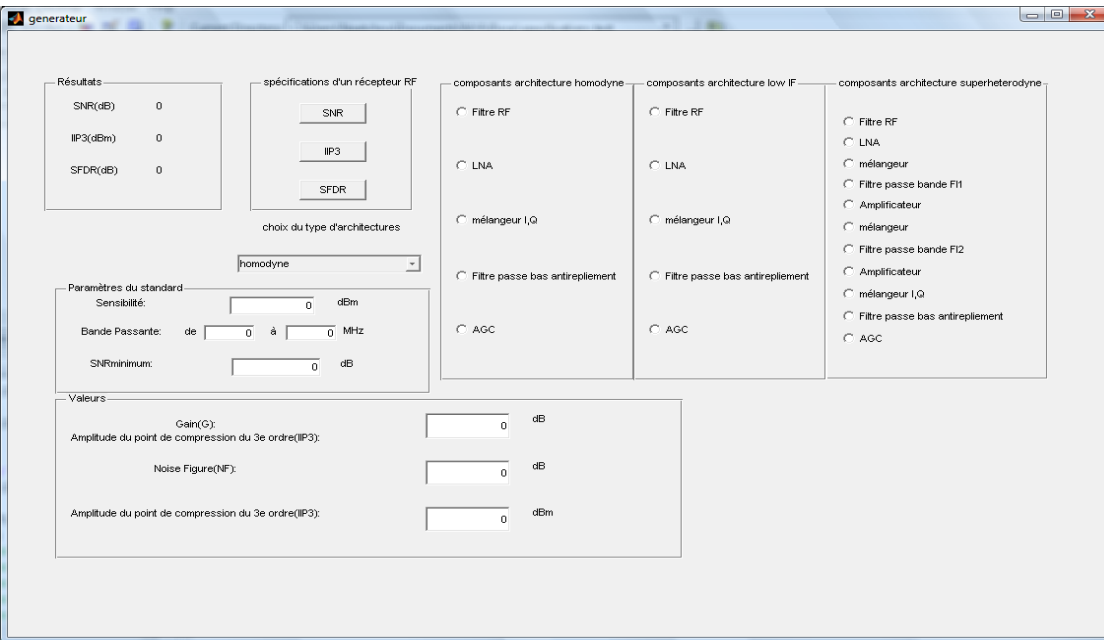 generateur
Résultats
SNR(dB) 0
IIP3(dBm) 0
SFDR(dB) 0
spécifications d'un récepteur RF
SNR
IIP3
SFDR
choix du type d'architectures
homodyne
Paramètres du standard
Sensibilité: 0 dBm
Bande Passante: de 0 à 0 MHz
SNRminimum: 0 dB
composants architecture homodyne
Filtre RF
LNA
mélangeur I,Q
Filtre passe bas antirepliement
AGC
composants architecture low IF
Filtre RF
LNA
mélangeur I,Q
Filtre passe bas antirepliement
AGC
composants architecture superheterodyne
Filtre RF
LNA
mélangeur
Filtre passe bande FI1
Amplificateur
mélangeur
Filtre passe bande FI2
Amplificateur
mélangeur I,Q
Filtre passe bas antirepliement
AGC
Valeurs
Gain(G): 0 dB
Amplitude du point de compression du 3e ordre(IIP3):
Noise Figure(NF): 0 dB
Amplitude du point de compression du 3e ordre(IIP3): 0 dBm